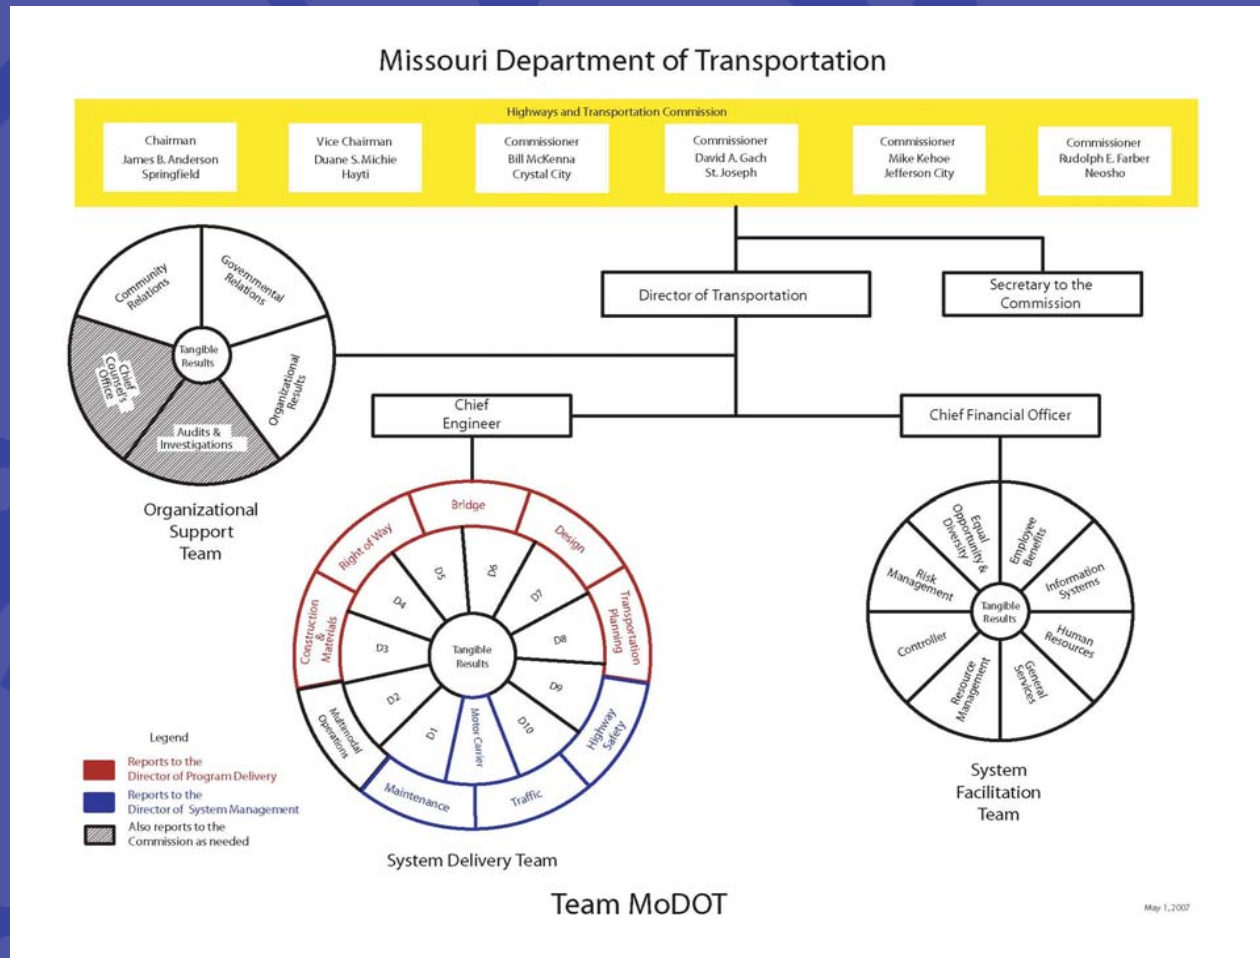 Missouri Department of Transportation
Highways and Transportation Commission
Chairman
James B. Anderson
Springfield
Vice Chairman
Duane S. Michie
Hayti
Commissioner
Bill McKenna
Crystal City
Commissioner
David A. Gach
St. Joseph
Commissioner
Mike Kehoe
Jefferson City
Commissioner
Rudolph E. Farber
Neosho
Director of Transportation
Secretary to the
Commission
Community
Relations
Governmental
Relations
Organizational
Results
Audits &
Investigations
Chief
Counsel's
Office
Tangible
Results
Organizational
Support
Team
Chief
Engineer
Chief Financial Officer
Construction
&
Materials
Right of Way
Bridge
Design
Transportation
Planning
Highway
Safety
Traffic
Maintenance
Multimodal
Operations
D1
D2
D3
D4
D5
D6
D7
D8
D9
D10
Motor Carrier
Tangible
Results
System Delivery Team
Equal
Opportunity &
Diversity
Employee
Benefits
Information
Systems
Human
Resources
General
Services
Resource
Management
Controller
Risk
Management
Tangible
Results
System
Facilitation
Team
Legend
Reports to the
Director of Program Delivery
Reports to the
Director of System Management
Also reports to the
Commission as needed
Team MoDOT
May 1, 2007